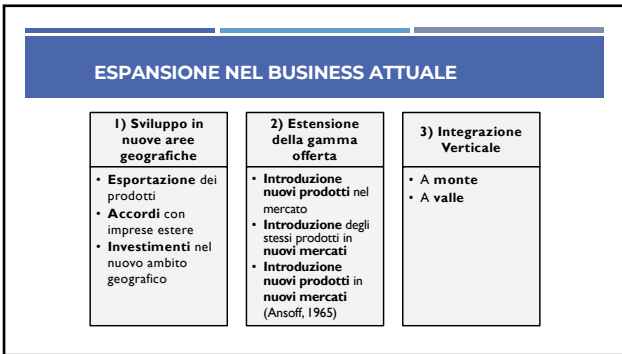 ESPANSIONE NEL BUSINESS ATTUALE
1) Sviluppo in
nuove aree
geografiche
• Esportazione dei
prodotti
• Accordi con
imprese estere
• Investimenti nel
nuovo ambito
geografico
2) Estensione
della gamma
offerta
• Introduzione
nuovi prodotti nel
mercato
• Introduzione degli
stessi prodotti in
nuovi mercati
• Introduzione
nuovi prodotti in
nuovi mercati
(Ansoff, 1965)
3) Integrazione
Verticale
• A monte
• A valle